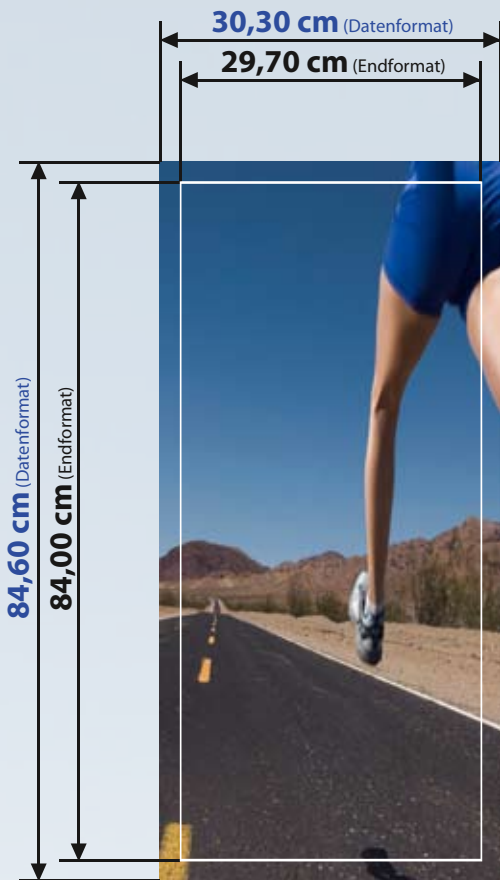 30,30 cm (Datenformat)
29,70 cm (Endformat)
84,60 cm (Datenformat)
84,00 cm (Endformat)